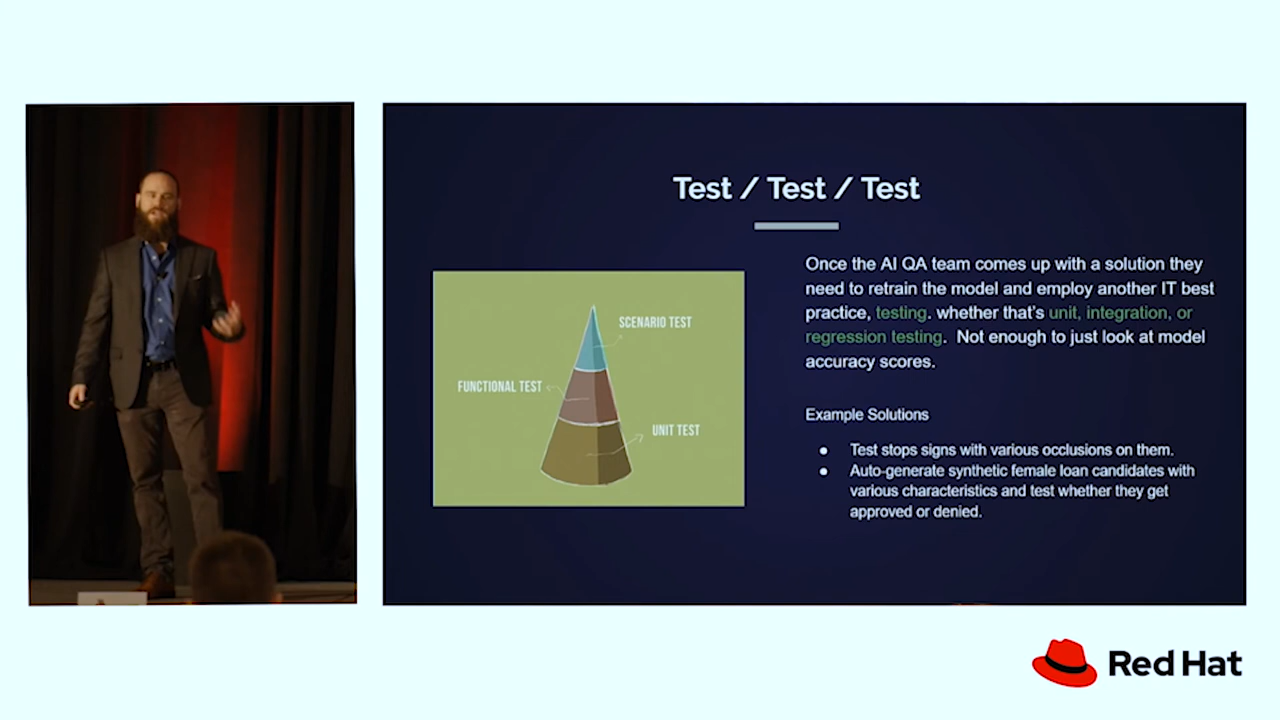 Test / Test / Test
SCENARIO TEST
FUNCTIONAL TEST
UNIT TEST
Once the AI QA team comes up with a solution they
need to retrain the model and employ another IT best
practice, testing. whether that's unit, integration, or
regression testing. Not enough to just look at model
accuracy scores.
Example Solutions
● Test stops signs with various occlusions on them.
● Auto-generate synthetic female loan candidates with
various characteristics and test whether they get
approved or denied.
Red Hat